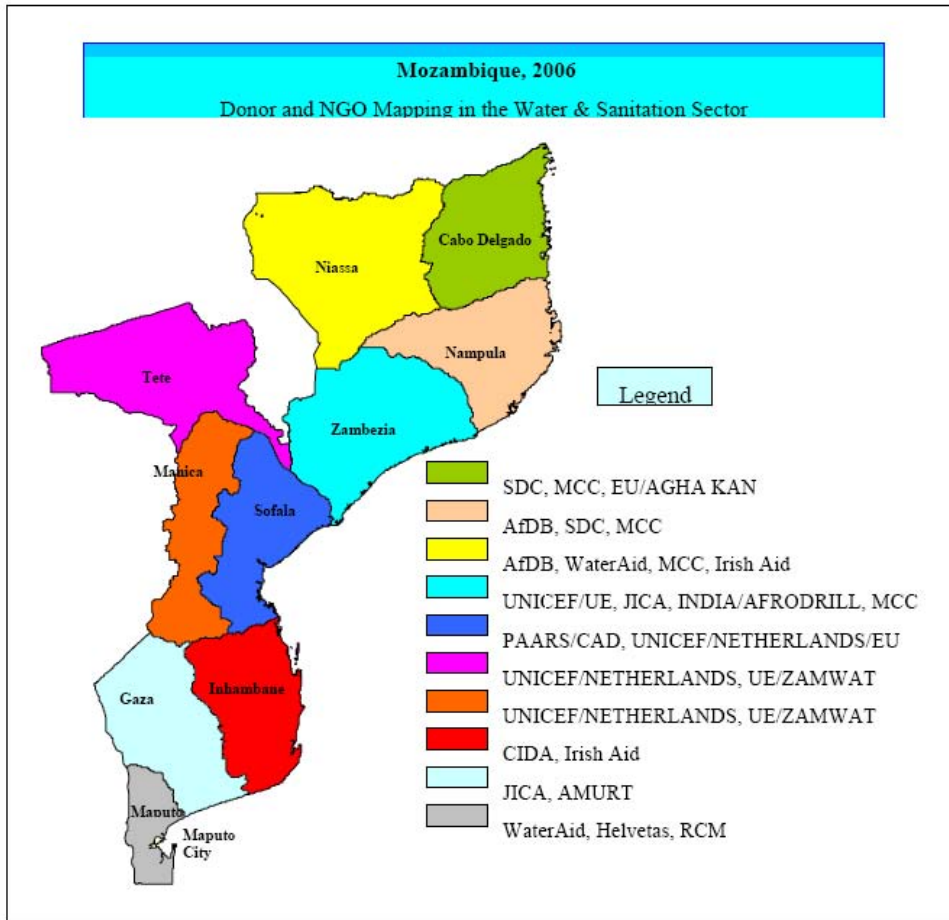 Mozambique, 2006
Donor and NGO Mapping in the Water & Sanitation Sector
Cabo Delgado
Niassa
Nampula
Tete
Zambezia
Manica
Sofala
Gaza
Inhambane
Maputo
Maputo
City
Legend
SDC, MCC, EU/AGHA KAN
AfDB, SDC, MCC
AfDB, WaterAid, MCC, Irish Aid
UNICEF/UE, JICA, INDIA/AFRODRILL, MCC
PAARS/CAD, UNICEF/NETHERLANDS/EU
UNICEF/NETHERLANDS, UE/ZAMWAT
UNICEF/NETHERLANDS, UE/ZAMWAT
CIDA, Irish Aid
JICA, AMURT
WaterAid, Helvetas, RCM